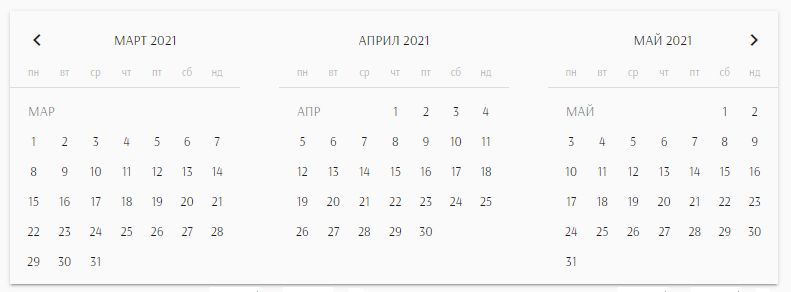 МАРТ 2021
пн вт ср чт пт сб нд
МАР
1 2 3 4 5 6 7
8 9 10 11 12 13 14
15 16 17 18 19 20 21
22 23 24 25 26 27 28
29 30 31
АПРИЛ 2021
пн вт ср чт пт сб нд
АПР 1 2 3 4
5 6 7 8 9 10 11
12 13 14 15 16 17 18
19 20 21 22 23 24 25
26 27 28 29 30
МАЙ 2021
пн вт ср чт пт сб нд
МАЙ 1 2
3 4 5 6 7 8 9
10 11 12 13 14 15 16
17 18 19 20 21 22 23
24 25 26 27 28 29 30
31